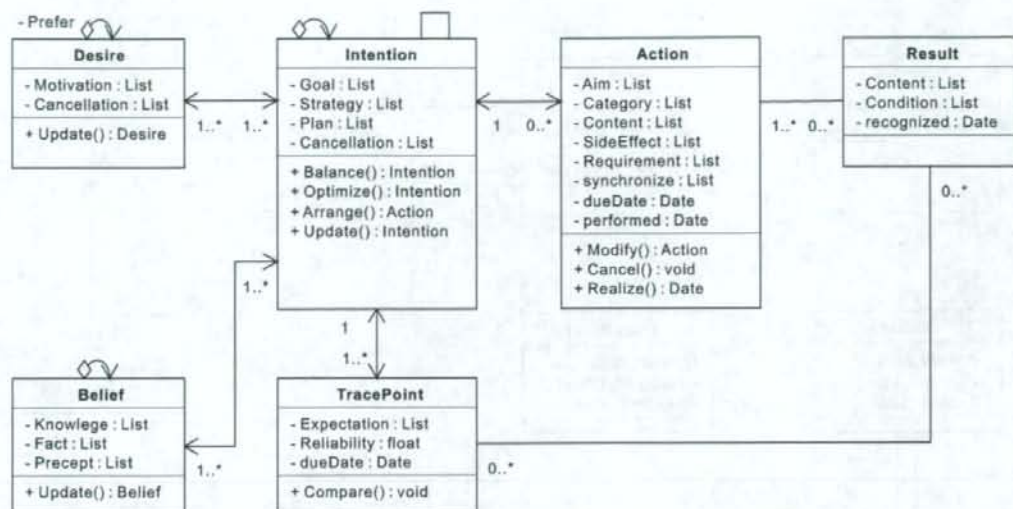 - Prefer
Desire
- Motivation : List
- Cancellation : List
+ Update() : Desire
1..*
1..*
Intention
- Goal : List
- Strategy : List
- Plan : List
- Cancellation : List
+ Balance() : Intention
+ Optimize() : Intention
+ Arrange() : Action
+ Update() : Intention
1
0..*
Action
- Aim : List
- Category : List
- Content : List
- SideEffect : List
- Requirement : List
- synchronize : List
- dueDate : Date
- performed : Date
+ Modify() : Action
+ Cancel() : void
+ Realize() : Date
1..*
0..*
Result
- Content : List
- Condition : List
- recognized : Date
0..*
1..*
1
1..*
Belief
- Knowlege : List
- Fact : List
- Precept : List
+ Update() : Belief
1..*
TracePoint
- Expectation : List
- Reliability : float
- dueDate : Date
+ Compare() : void
0..*